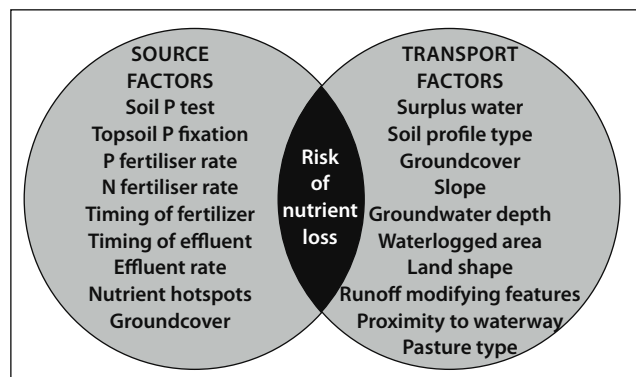 SOURCE
FACTORS
Soil P test
Topsoil P fixation
P fertiliser rate
N fertiliser rate
Timing of fertilizer
Timing of effluent
Effluent rate
Nutrient hotspots
Groundcover
Risk
of
nutrient
loss
TRANSPORT
FACTORS
Surplus water
Soil profile type
Groundcover
Slope
Groundwater depth
Waterlogged area
Land shape
Runoff modifying features
Proximity to waterway
Pasture type